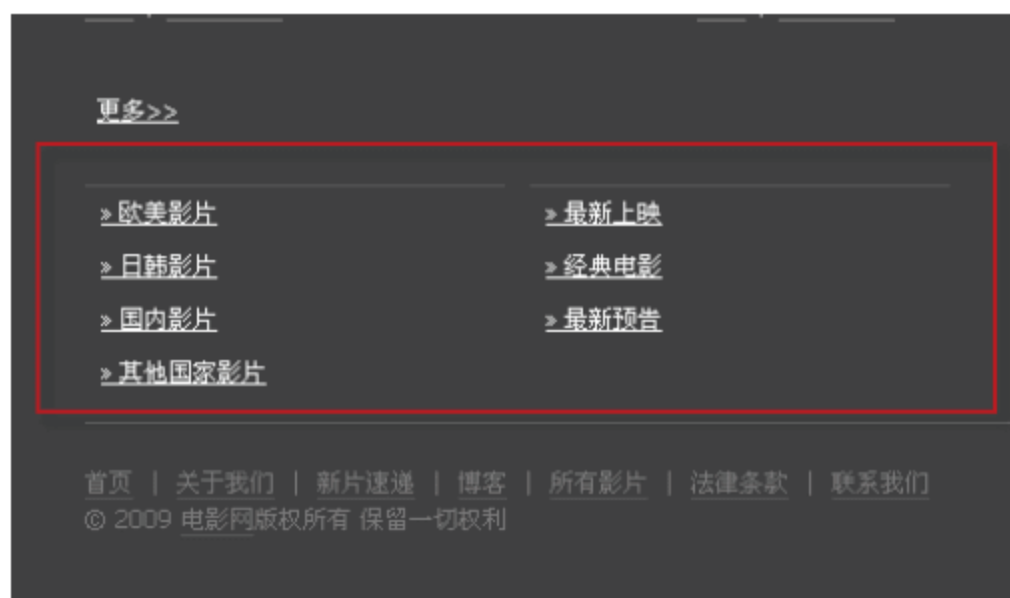 更多>>
» 欧美影片
» 日韩影片
» 国内影片
» 其他国家影片
» 最新上映
» 经典电影
» 最新预告
首页 | 关于我们 | 新片速递 | 博客 | 所有影片 | 法律条款 | 联系我们
© 2009 电影网版权所有 保留一切权利